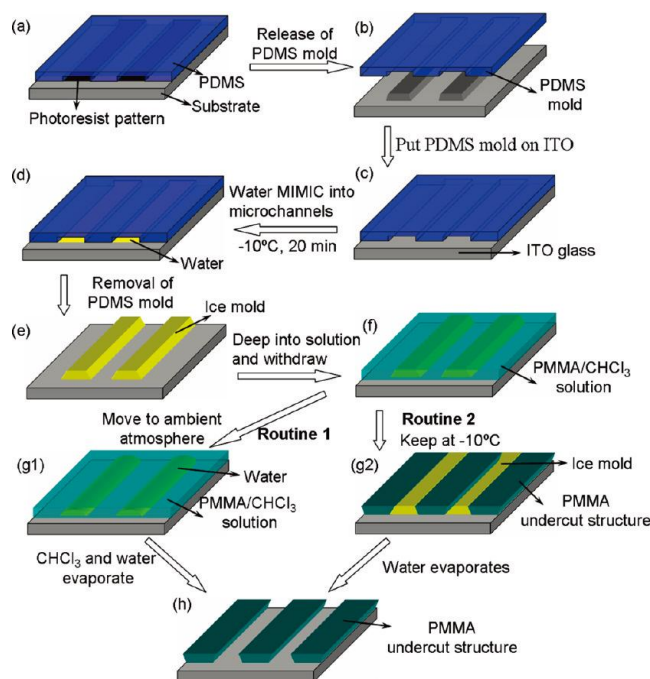 (a)
Release of
PDMS mold
(b)
PDMS
Substrate
Photoresist pattern
PDMS
mold
Put PDMS mold on ITO
(d)
Water MIMIC into
microchannels
-10ºC, 20 min
(c)
Water
ITO glass
Removal of
PDMS mold
(e)
Ice mold
Deep into solution
and withdraw
(f)
PMMA/CHCl₃
solution
Move to ambient
atmosphere
Routine 1
Routine 2
Keep at -10ºC
(g1)
Water
PMMA/CHCl₃
solution
(g2)
Ice mold
PMMA
undercut structure
CHCl₃ and water
evaporate
Water evaporates
(h)
PMMA
undercut structure